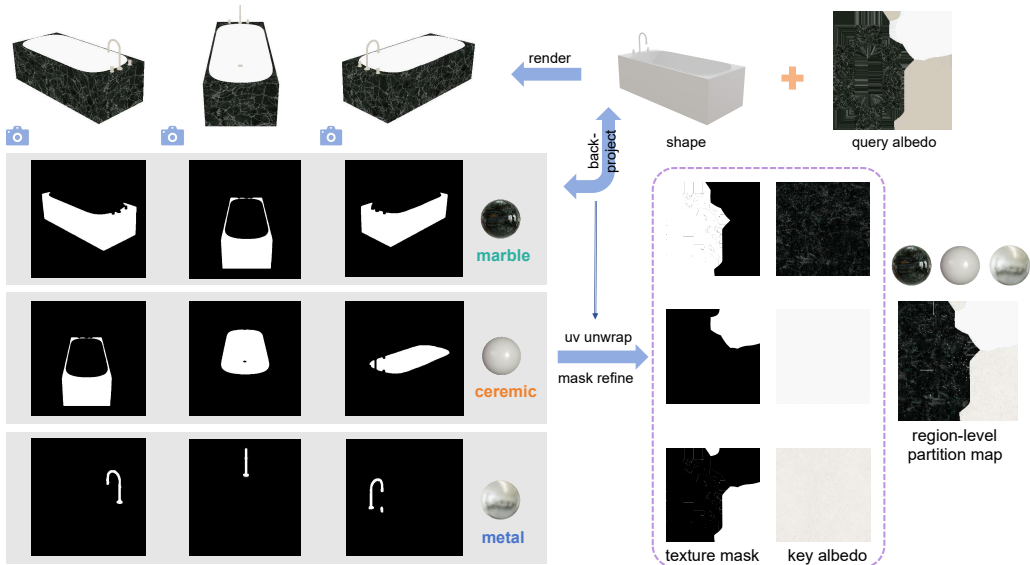 render
shape
query albedo
back-
project
marble
ceremic
metal
uv unwrap
mask refine
texture mask
key albedo
region-level
partition map